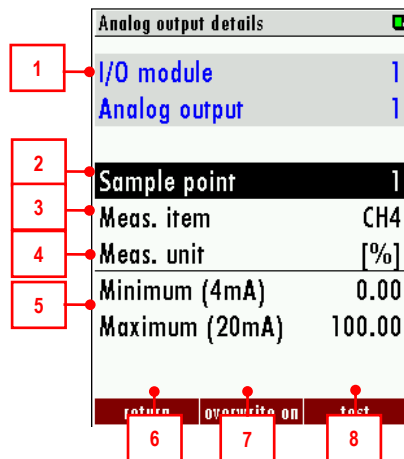 Analog output details
1
I/O module 1
Analog output 1
2
Sample point 1
3
Meas. item CH4
4
Meas. unit [%]
5
Minimum (4mA) 0.00
Maximum (20mA) 100.00
return overwrite on test
6 7 8